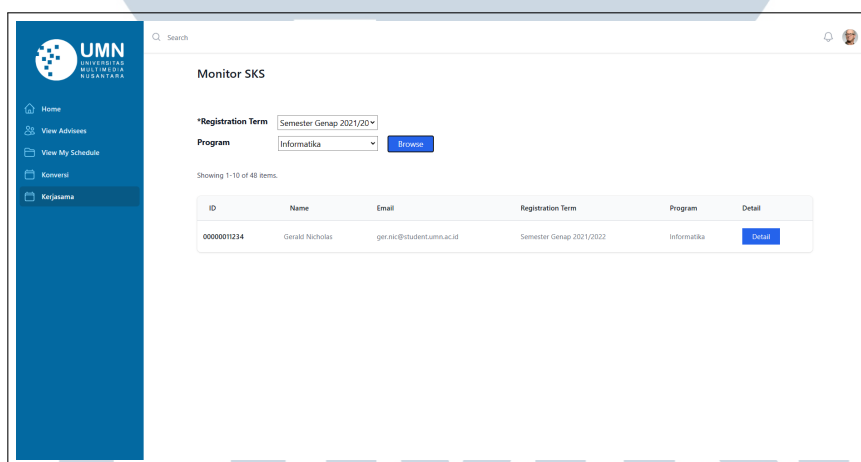 Search
UMN
UNIVERSITAS
MULTIMEDIA
NUSANTARA
Monitor SKS
Home
View Advisees
View My Schedule
Konversi
Kerjasama
*Registration Term Semester Genap 2021/20
Program Informatika Browse
Showing 1-10 of 48 items.
ID Name Email Registration Term Program Detail
00000011234 Gerald Nicholas ger.nic@student.umn.ac.id Semester Genap 2021/2022 Informatika Detail